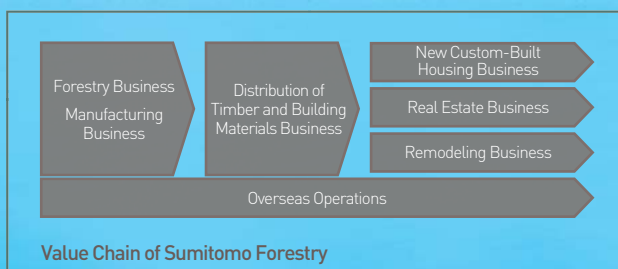 Forestry Business
Manufacturing
Business
Distribution of
Timber and Building
Materials Business
New Custom-Built
Housing Business
Real Estate Business
Remodeling Business
Overseas Operations
Value Chain of Sumitomo Forestry